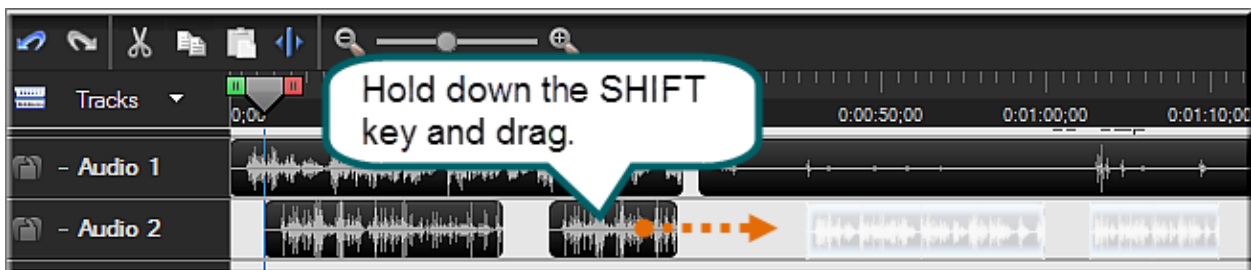 Hold down the SHIFT
key and drag.
Tracks
0;00
0:00:50;00 0:01:00;00 0:01:10;00
- Audio 1
- Audio 2